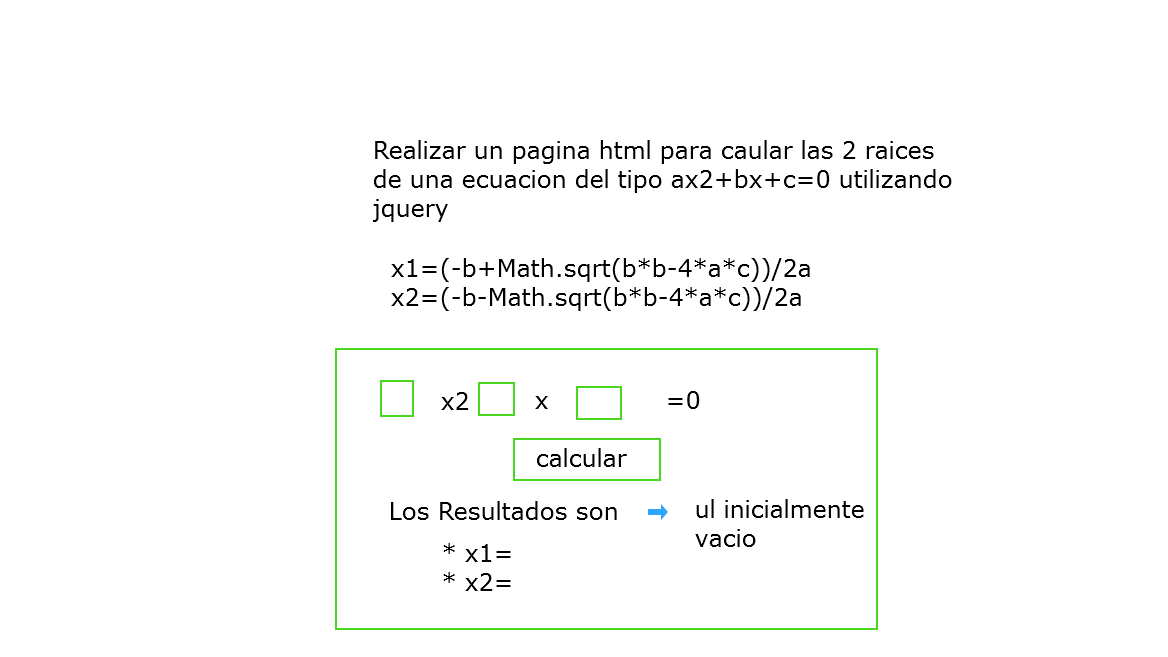 Realizar un pagina html para caular las 2 raices
de una ecuacion del tipo ax2+bx+c=0 utilizando
jquery
x1=(-b+Math.sqrt(b*b-4*a*c))/2a
x2=(-b-Math.sqrt(b*b-4*a*c))/2a
x2 x =0
calcular
Los Resultados son
ul inicialmente
vacio
* x1=
* x2=